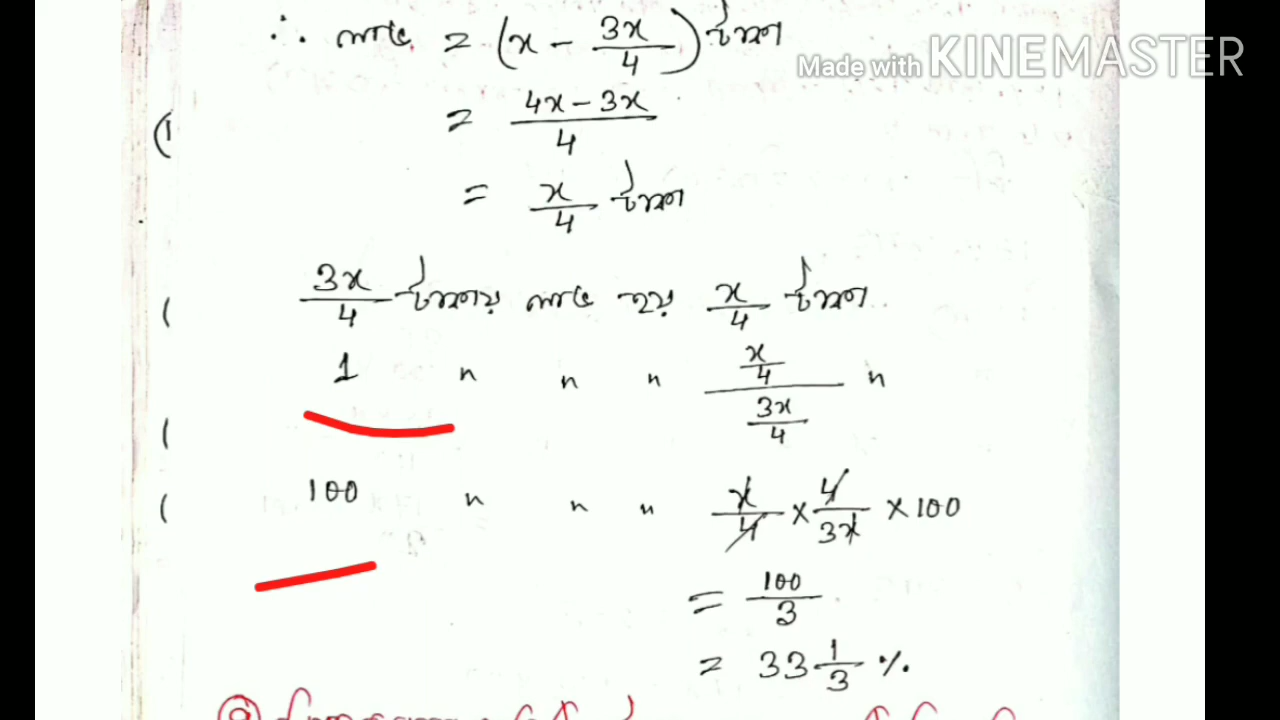 ∴ লাভ = (x - 3x/4) টাকা
Made with KINEMASTER
= 4x - 3x / 4
= x/4 টাকা
3x/4 টাকায় লাভ হয় x/4 টাকা
1 " " " x/4 / 3x/4 "
100 " " " x/4 × 4/3x × 100
= 100/3
= 33 1/3 %